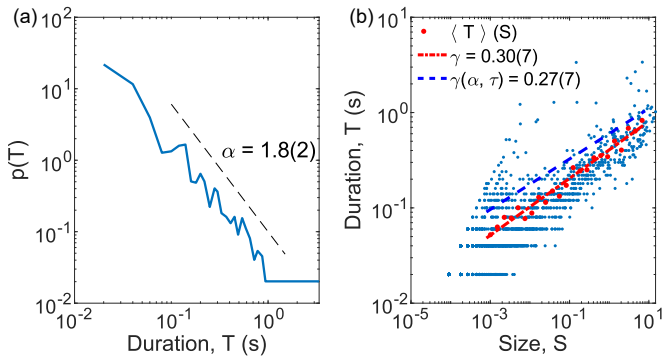 (a)
p(T)
10^2
10^1
10^0
10^-1
10^-2
α = 1.8(2)
10^-2
10^-1
10^0
Duration, T (s)
(b)
Duration, T (s)
10^1
10^0
10^-1
10^-2
⟨ T ⟩ (S)
γ = 0.30(7)
γ(α, τ) = 0.27(7)
10^-5
10^-3
10^-1
10^1
Size, S